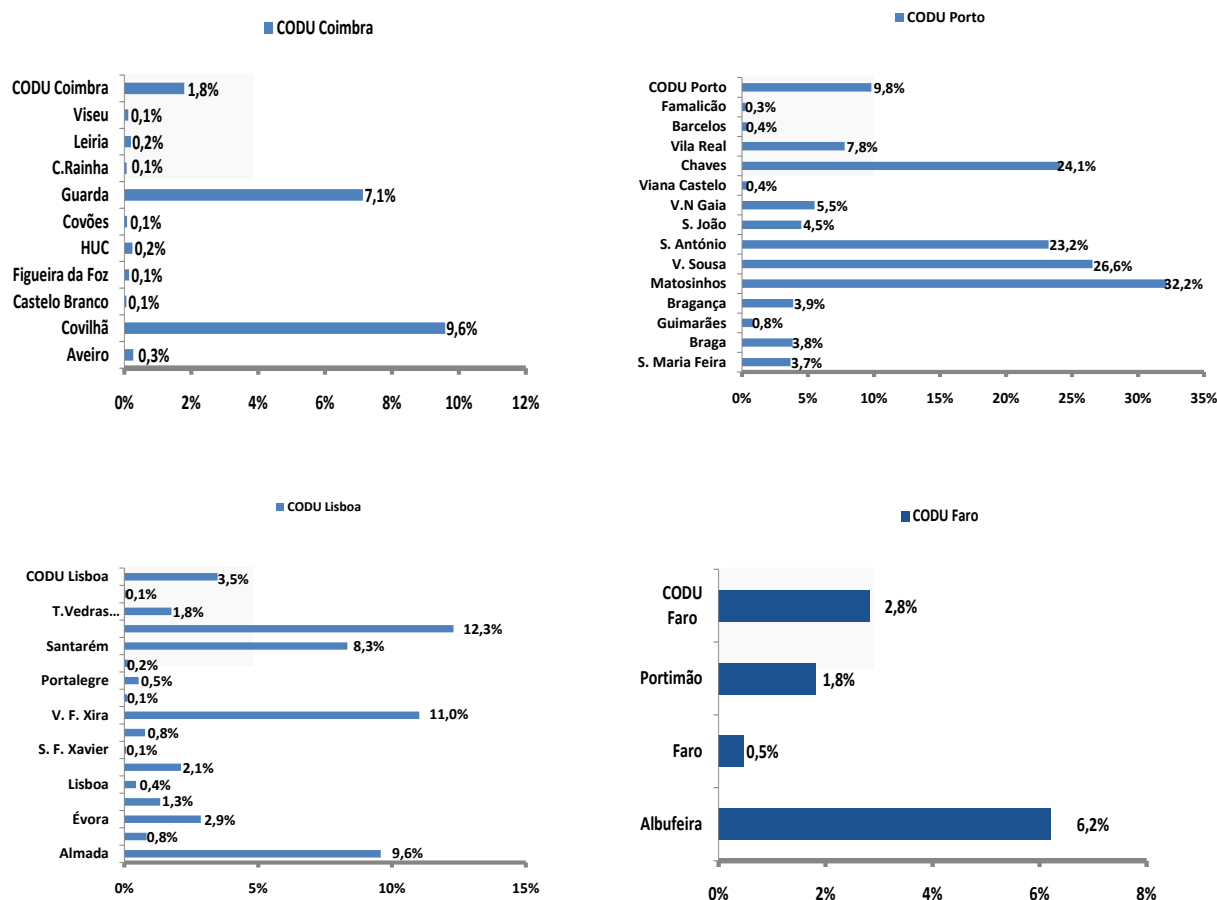 CODU Coimbra
CODU Coimbra 1,8%
Viseu 0,1%
Leiria 0,2%
C.Rainha 0,1%
Guarda 7,1%
Covões 0,1%
HUC 0,2%
Figueira da Foz 0,1%
Castelo Branco 0,1%
Covilhã 9,6%
Aveiro 0,3%
0% 2% 4% 6% 8% 10% 12%
CODU Porto
CODU Porto 9,8%
Famalicão 0,3%
Barcelos 0,4%
Vila Real 7,8%
Chaves 24,1%
Viana Castelo 0,4%
V.N Gaia 5,5%
S. João 4,5%
S. António 23,2%
V. Sousa 26,6%
Matosinhos 32,2%
Bragança 3,9%
Guimarães 0,8%
Braga 3,8%
S. Maria Feira 3,7%
0% 5% 10% 15% 20% 25% 30% 35%
CODU Lisboa
CODU Lisboa 3,5%
0,1%
T.Vedras... 1,8%
12,3%
Santarém 8,3%
0,2%
Portalegre 0,5%
0,1%
V. F. Xira 11,0%
0,8%
S. F. Xavier 0,1%
2,1%
Lisboa 0,4%
1,3%
Évora 2,9%
0,8%
Almada 9,6%
0% 5% 10% 15%
CODU Faro
CODU
Faro 2,8%
Portimão 1,8%
Faro 0,5%
Albufeira 6,2%
0% 2% 4% 6% 8%